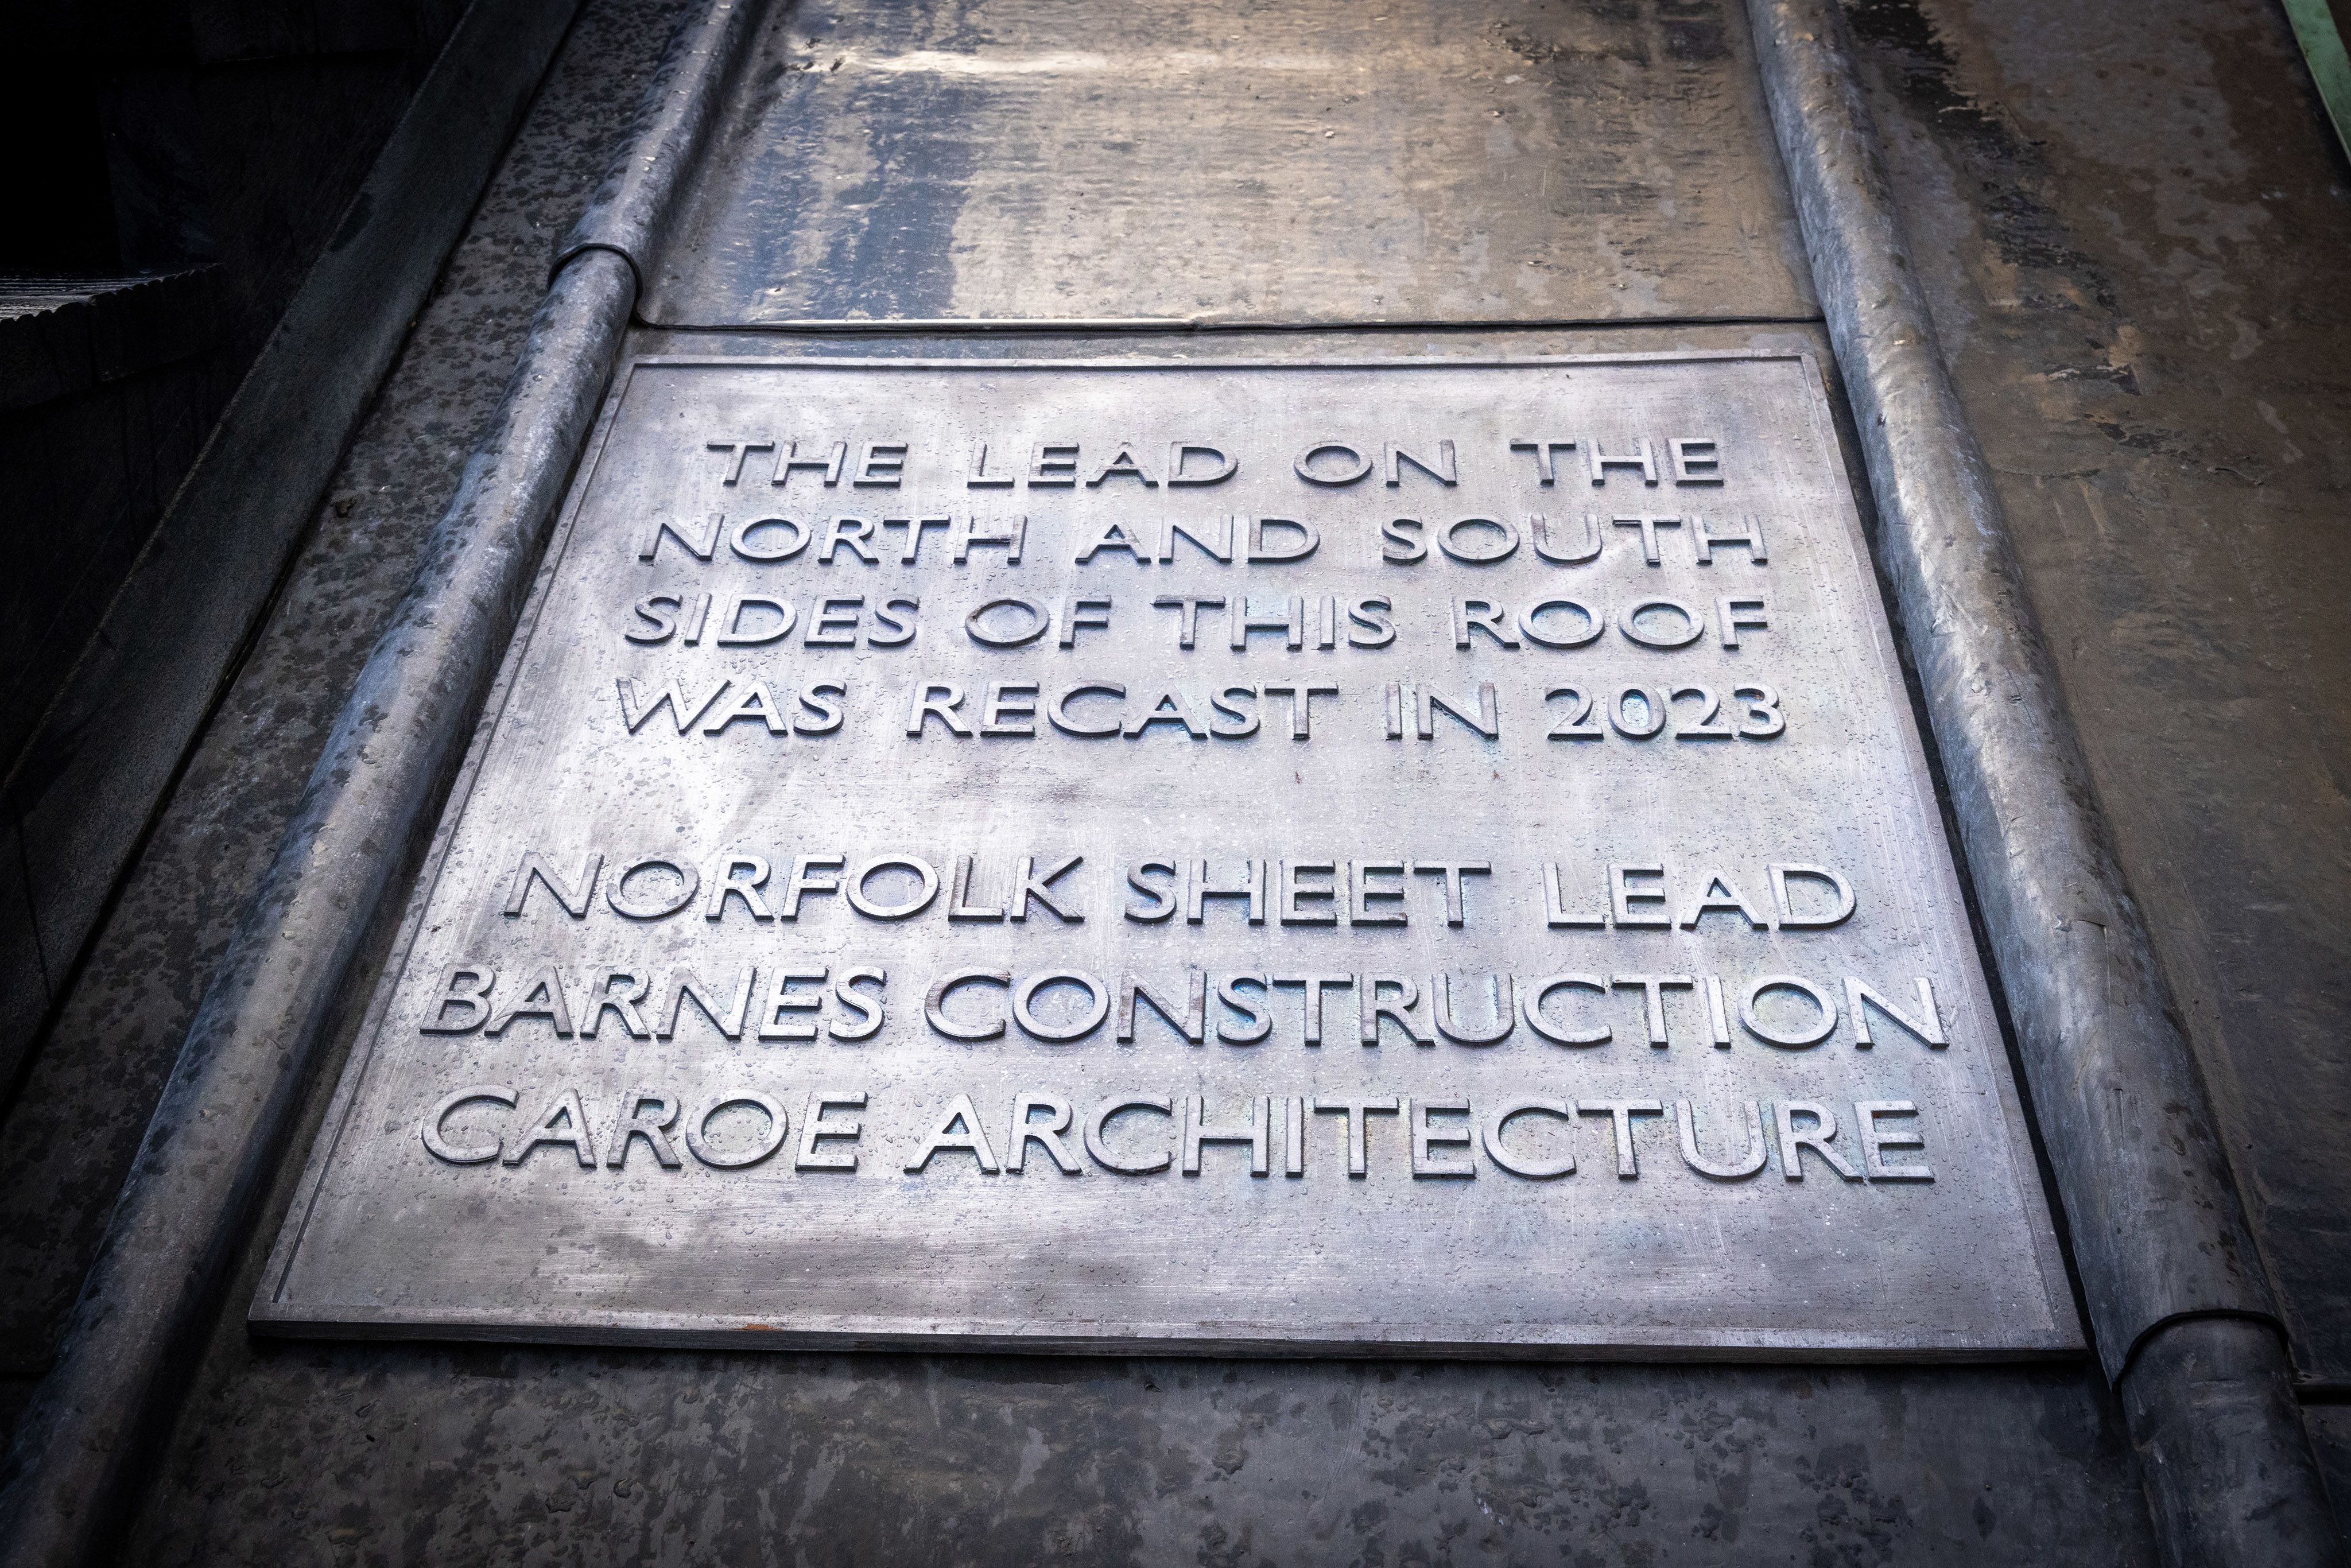 THE LEAD ON THE
NORTH AND SOUTH
SIDES OF THIS ROOF
WAS RECAST IN 2023
NORFOLK SHEET LEAD
BARNES CONSTRUCTION
CAROE ARCHITECTURE